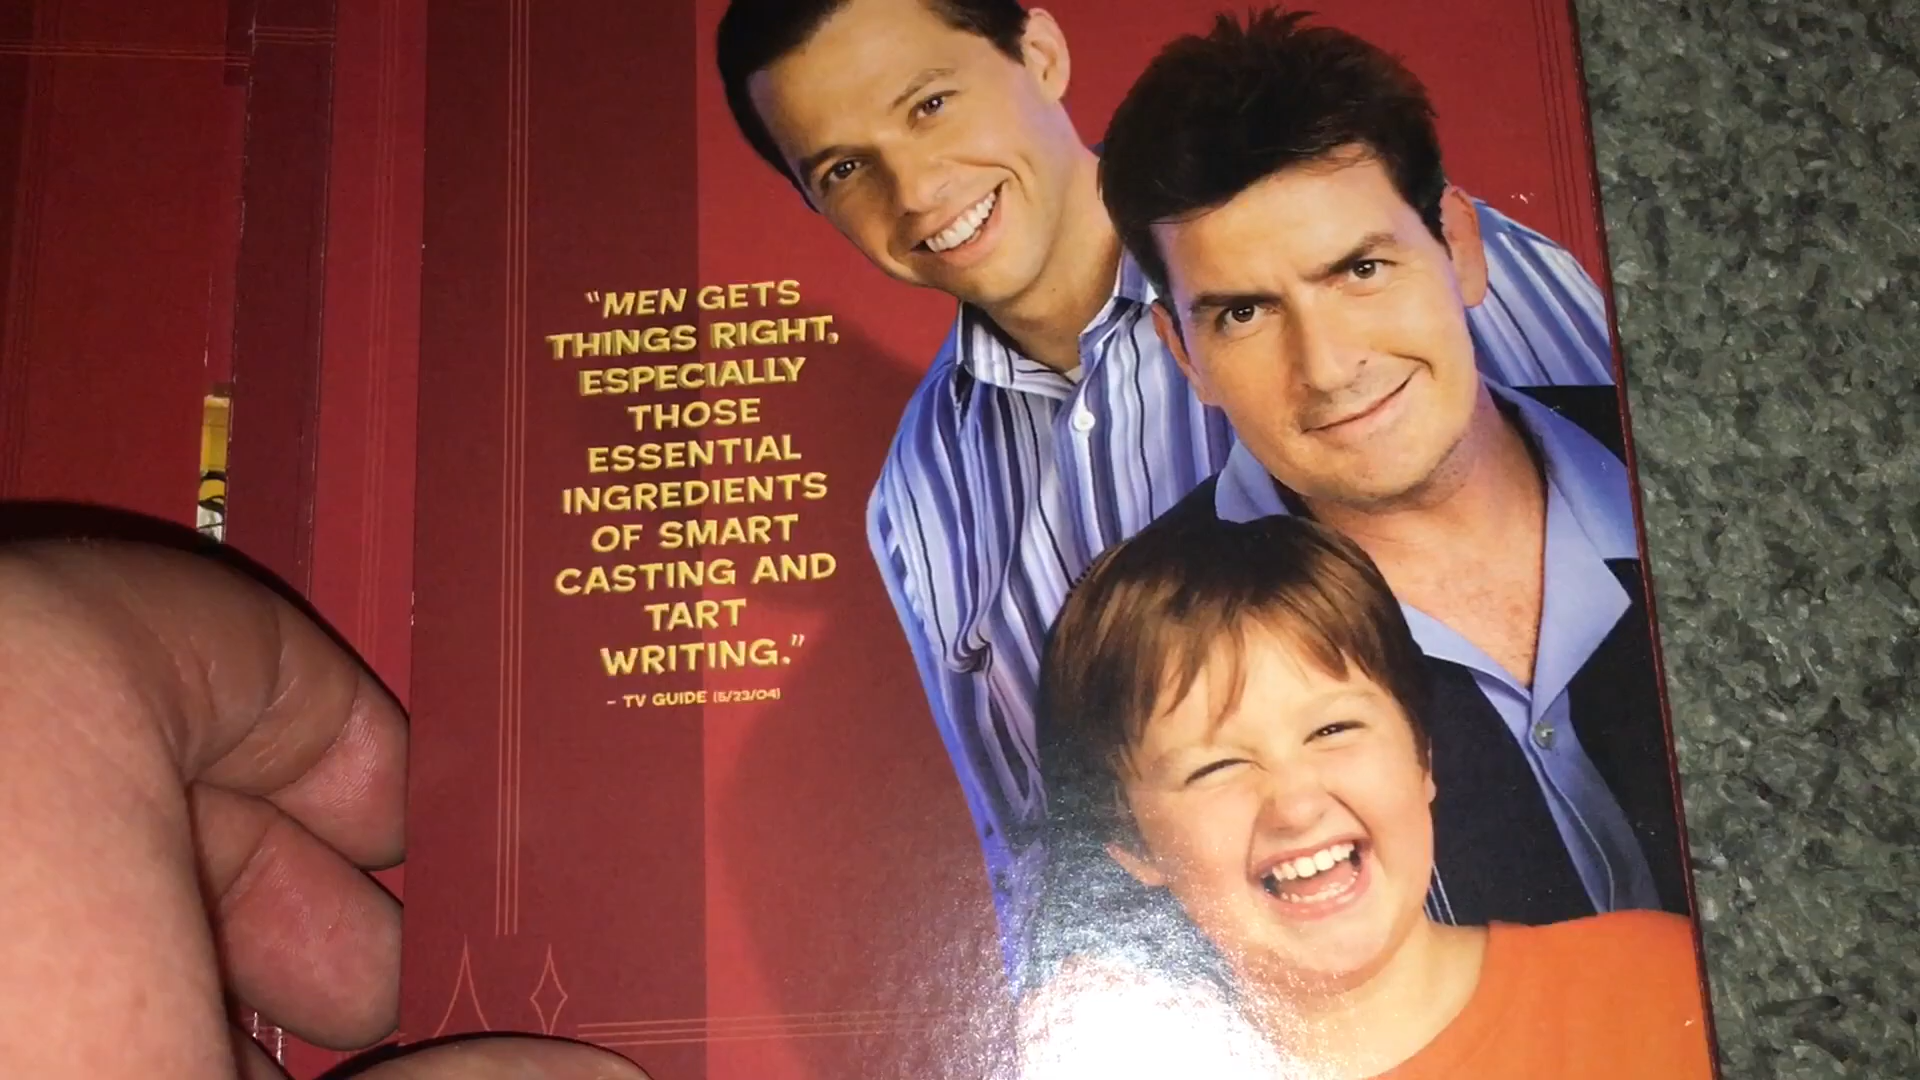 "MEN GETS
THINGS RIGHT,
ESPECIALLY
THOSE
ESSENTIAL
INGREDIENTS
OF SMART
CASTING AND
TART
WRITING."
- TV GUIDE (5/23/04)